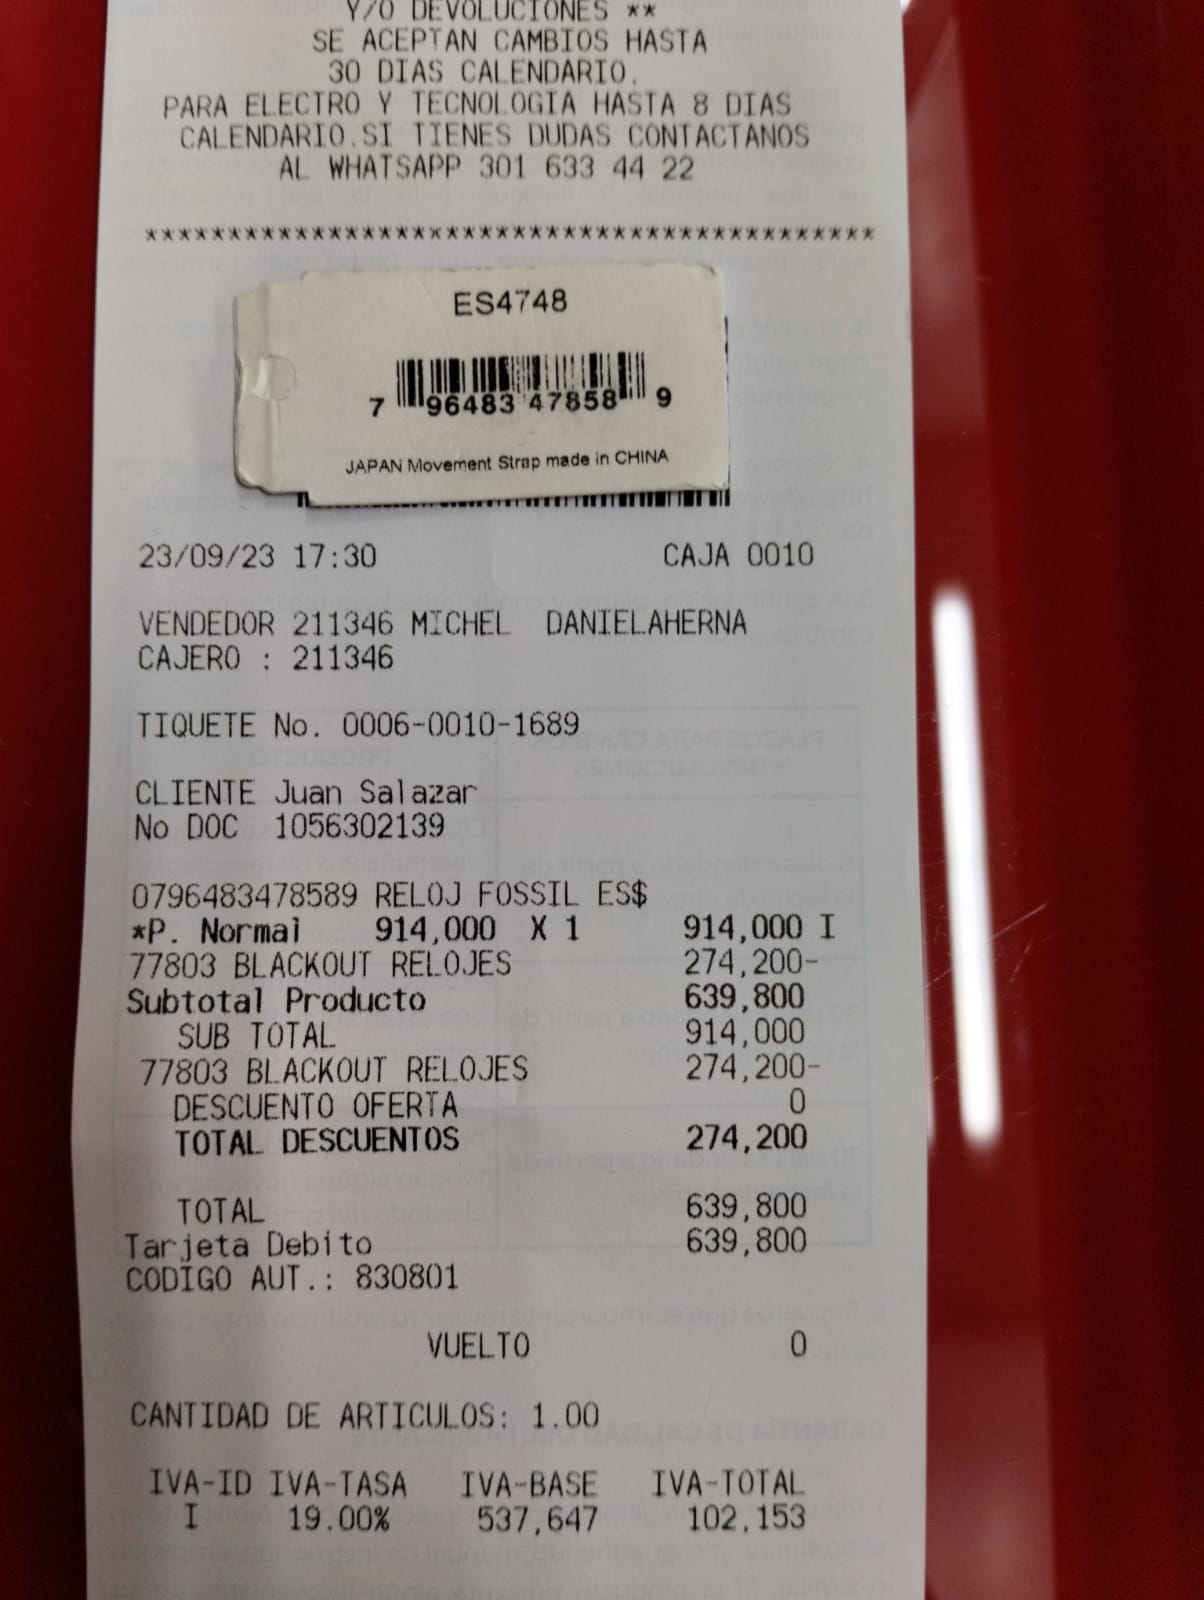 Y/O DEVOLUCIONES **
SE ACEPTAN CAMBIOS HASTA
30 DIAS CALENDARIO.
PARA ELECTRO Y TECNOLOGIA HASTA 8 DIAS
CALENDARIO.SI TIENES DUDAS CONTACTANOS
AL WHATSAPP 301 633 44 22
********************************************
ES4748
7 96483 47858 9
JAPAN Movement Strap made in CHINA
23/09/23 17:30 CAJA 0010
VENDEDOR 211346 MICHEL DANIELAHERNA
CAJERO : 211346
TIQUETE No. 0006-0010-1689
CLIENTE Juan Salazar
No DOC 1056302139
0796483478589 RELOJ FOSSIL ES$
*P. Normal 914,000 X 1 914,000 I
77803 BLACKOUT RELOJES 274,200-
Subtotal Producto 639,800
SUB TOTAL 914,000
77803 BLACKOUT RELOJES 274,200-
DESCUENTO OFERTA 0
TOTAL DESCUENTOS 274,200
TOTAL 639,800
Tarjeta Debito 639,800
CODIGO AUT.: 830801
VUELTO 0
CANTIDAD DE ARTICULOS: 1.00
IVA-ID IVA-TASA IVA-BASE IVA-TOTAL
I 19.00% 537,647 102,153